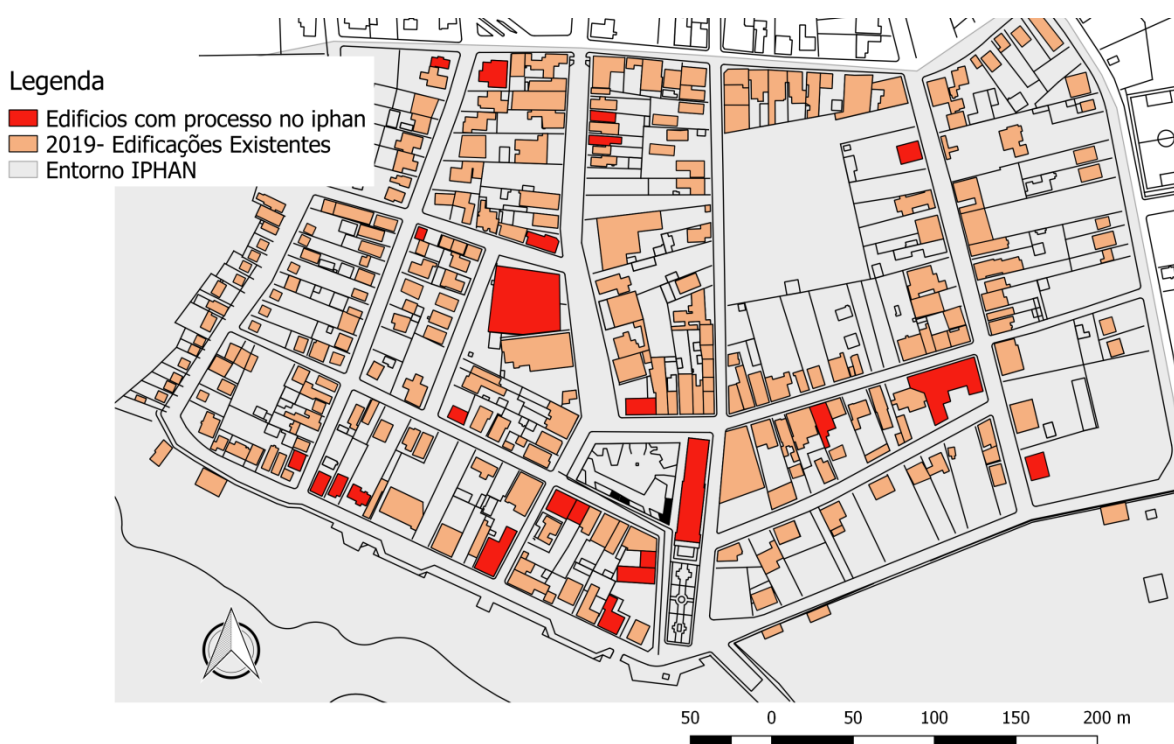 Legenda
Edificios com processo no iphan
2019- Edificações Existentes
Entorno IPHAN
50 0 50 100 150 200 m